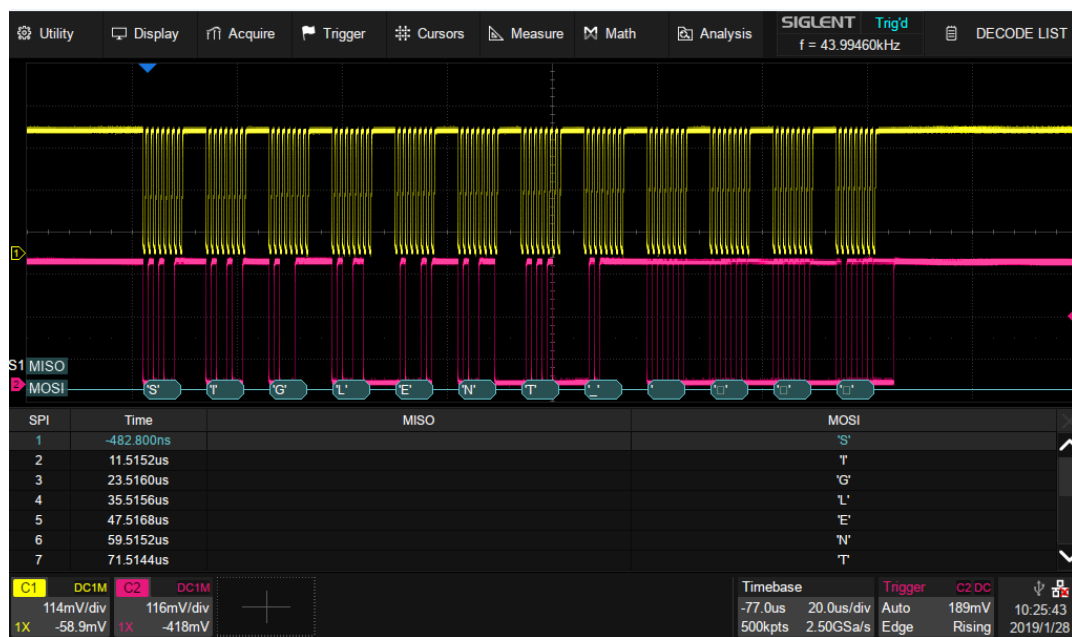 Utility Display Acquire Trigger Cursors Measure Math Analysis SIGLENT Trig'd DECODE LIST
f = 43.99460kHz
1
S1 MISO
2 MOSI 'S' 'I' 'G' 'L' 'E' 'N' 'T' '_' ' '□' '□' '□'
SPI Time MISO MOSI
1 -482.800ns 'S'
2 11.5152us 'I'
3 23.5160us 'G'
4 35.5156us 'L'
5 47.5168us 'E'
6 59.5152us 'N'
7 71.5144us 'T'
C1 DC1M C2 DC1M Timebase Trigger C2 DC
114mV/div 116mV/div -77.0us 20.0us/div Auto 189mV 10:25:43
1X -58.9mV 1X -418mV 500kpts 2.50GSa/s Edge Rising 2019/1/28